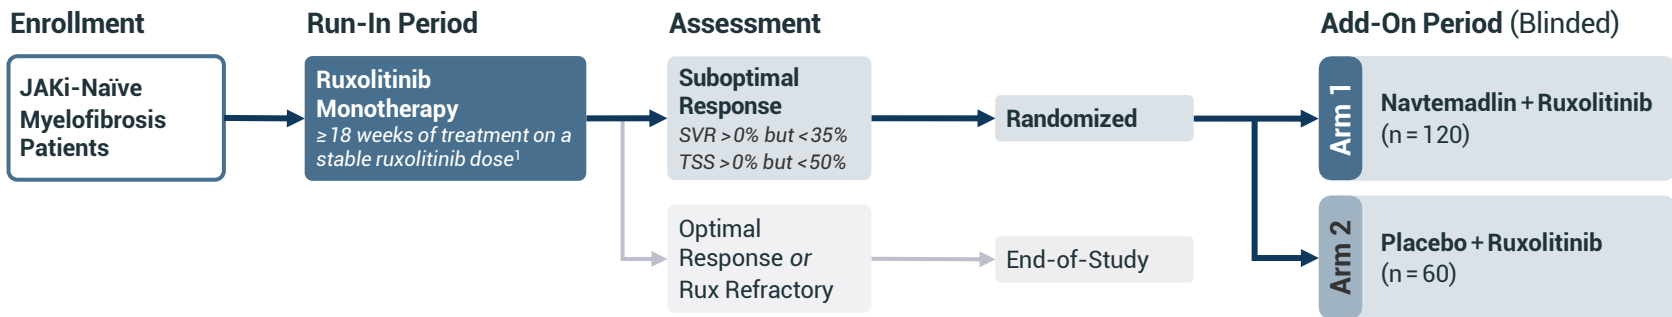 Enrollment
JAKi-Naïve
Myelofibrosis
Patients
Run-In Period
Ruxolitinib
Monotherapy
≥ 18 weeks of treatment on a
stable ruxolitinib dose¹
Assessment
Suboptimal
Response
SVR >0% but <35%
TSS >0% but <50%
Optimal
Response or
Rux Refractory
Randomized
End-of-Study
Add-On Period (Blinded)
Arm 1
Navtemadlin + Ruxolitinib
(n = 120)
Arm 2
Placebo + Ruxolitinib
(n = 60)